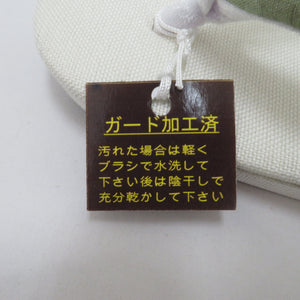 ガード加工済
汚れた場合は軽く
ブラシで水洗して
下さい後は陰干しで
充分乾かして下さい